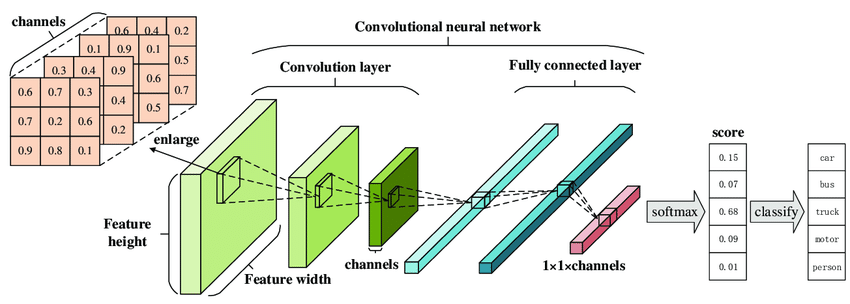 channels
0.6 0.4 0.2
0.1 0.9 0.1
0.5
0.3 0.4 0.9
0.6
0.7
0.6 0.7 0.3
0.4
0.5
0.7 0.2 0.6
0.2
0.9 0.8 0.1
enlarge
Convolutional neural network
Convolution layer
Fully connected layer
Feature
height
Feature width
channels
1×1×channels
softmax
score
0.15
0.07
0.68
0.09
0.01
classify
car
bus
truck
motor
person